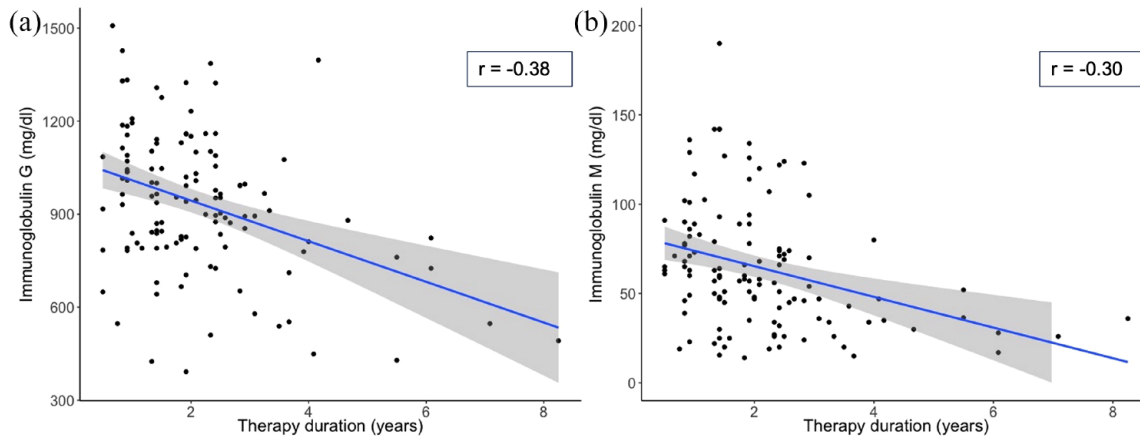 (a)
1500
1200
900
600
300
Immunoglobulin G (mg/dl)
r = -0.38
2
4
6
8
Therapy duration (years)
(b)
200
150
100
50
0
Immunoglobulin M (mg/dl)
r = -0.30
2
4
6
8
Therapy duration (years)